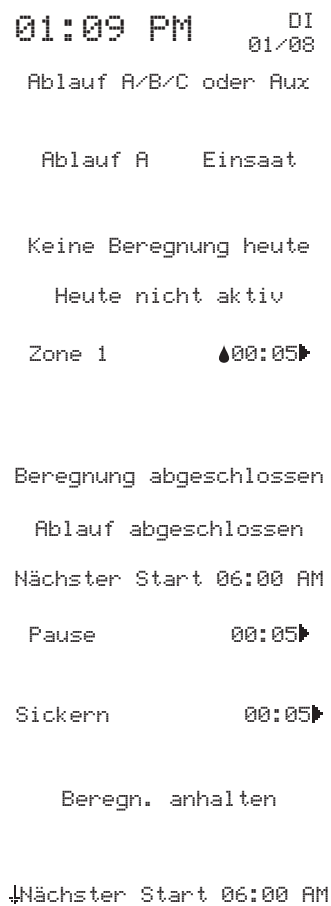 01:09 PM DI
01/08
Ablauf A/B/C oder Aux
Ablauf A Einsaat
Keine Beregnung heute
Heute nicht aktiv
Zone 1 00:05
Beregnung abgeschlossen
Ablauf abgeschlossen
Nächster Start 06:00 AM
Pause 00:05
Sickern 00:05
Beregn. anhalten
Nächster Start 06:00 AM